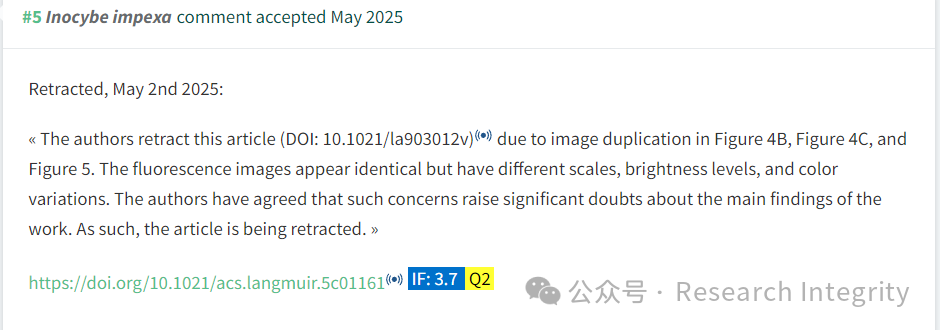 #5 Inocybe impexa comment accepted May 2025
Retracted, May 2nd 2025:
« The authors retract this article (DOI: 10.1021/la903012v) due to image duplication in Figure 4B, Figure 4C, and
Figure 5. The fluorescence images appear identical but have different scales, brightness levels, and color
variations. The authors have agreed that such concerns raise significant doubts about the main findings of the
work. As such, the article is being retracted. »
https://doi.org/10.1021/acs.langmuir.5c01161 IF: 3.7 Q2
公众号 · Research Integrity